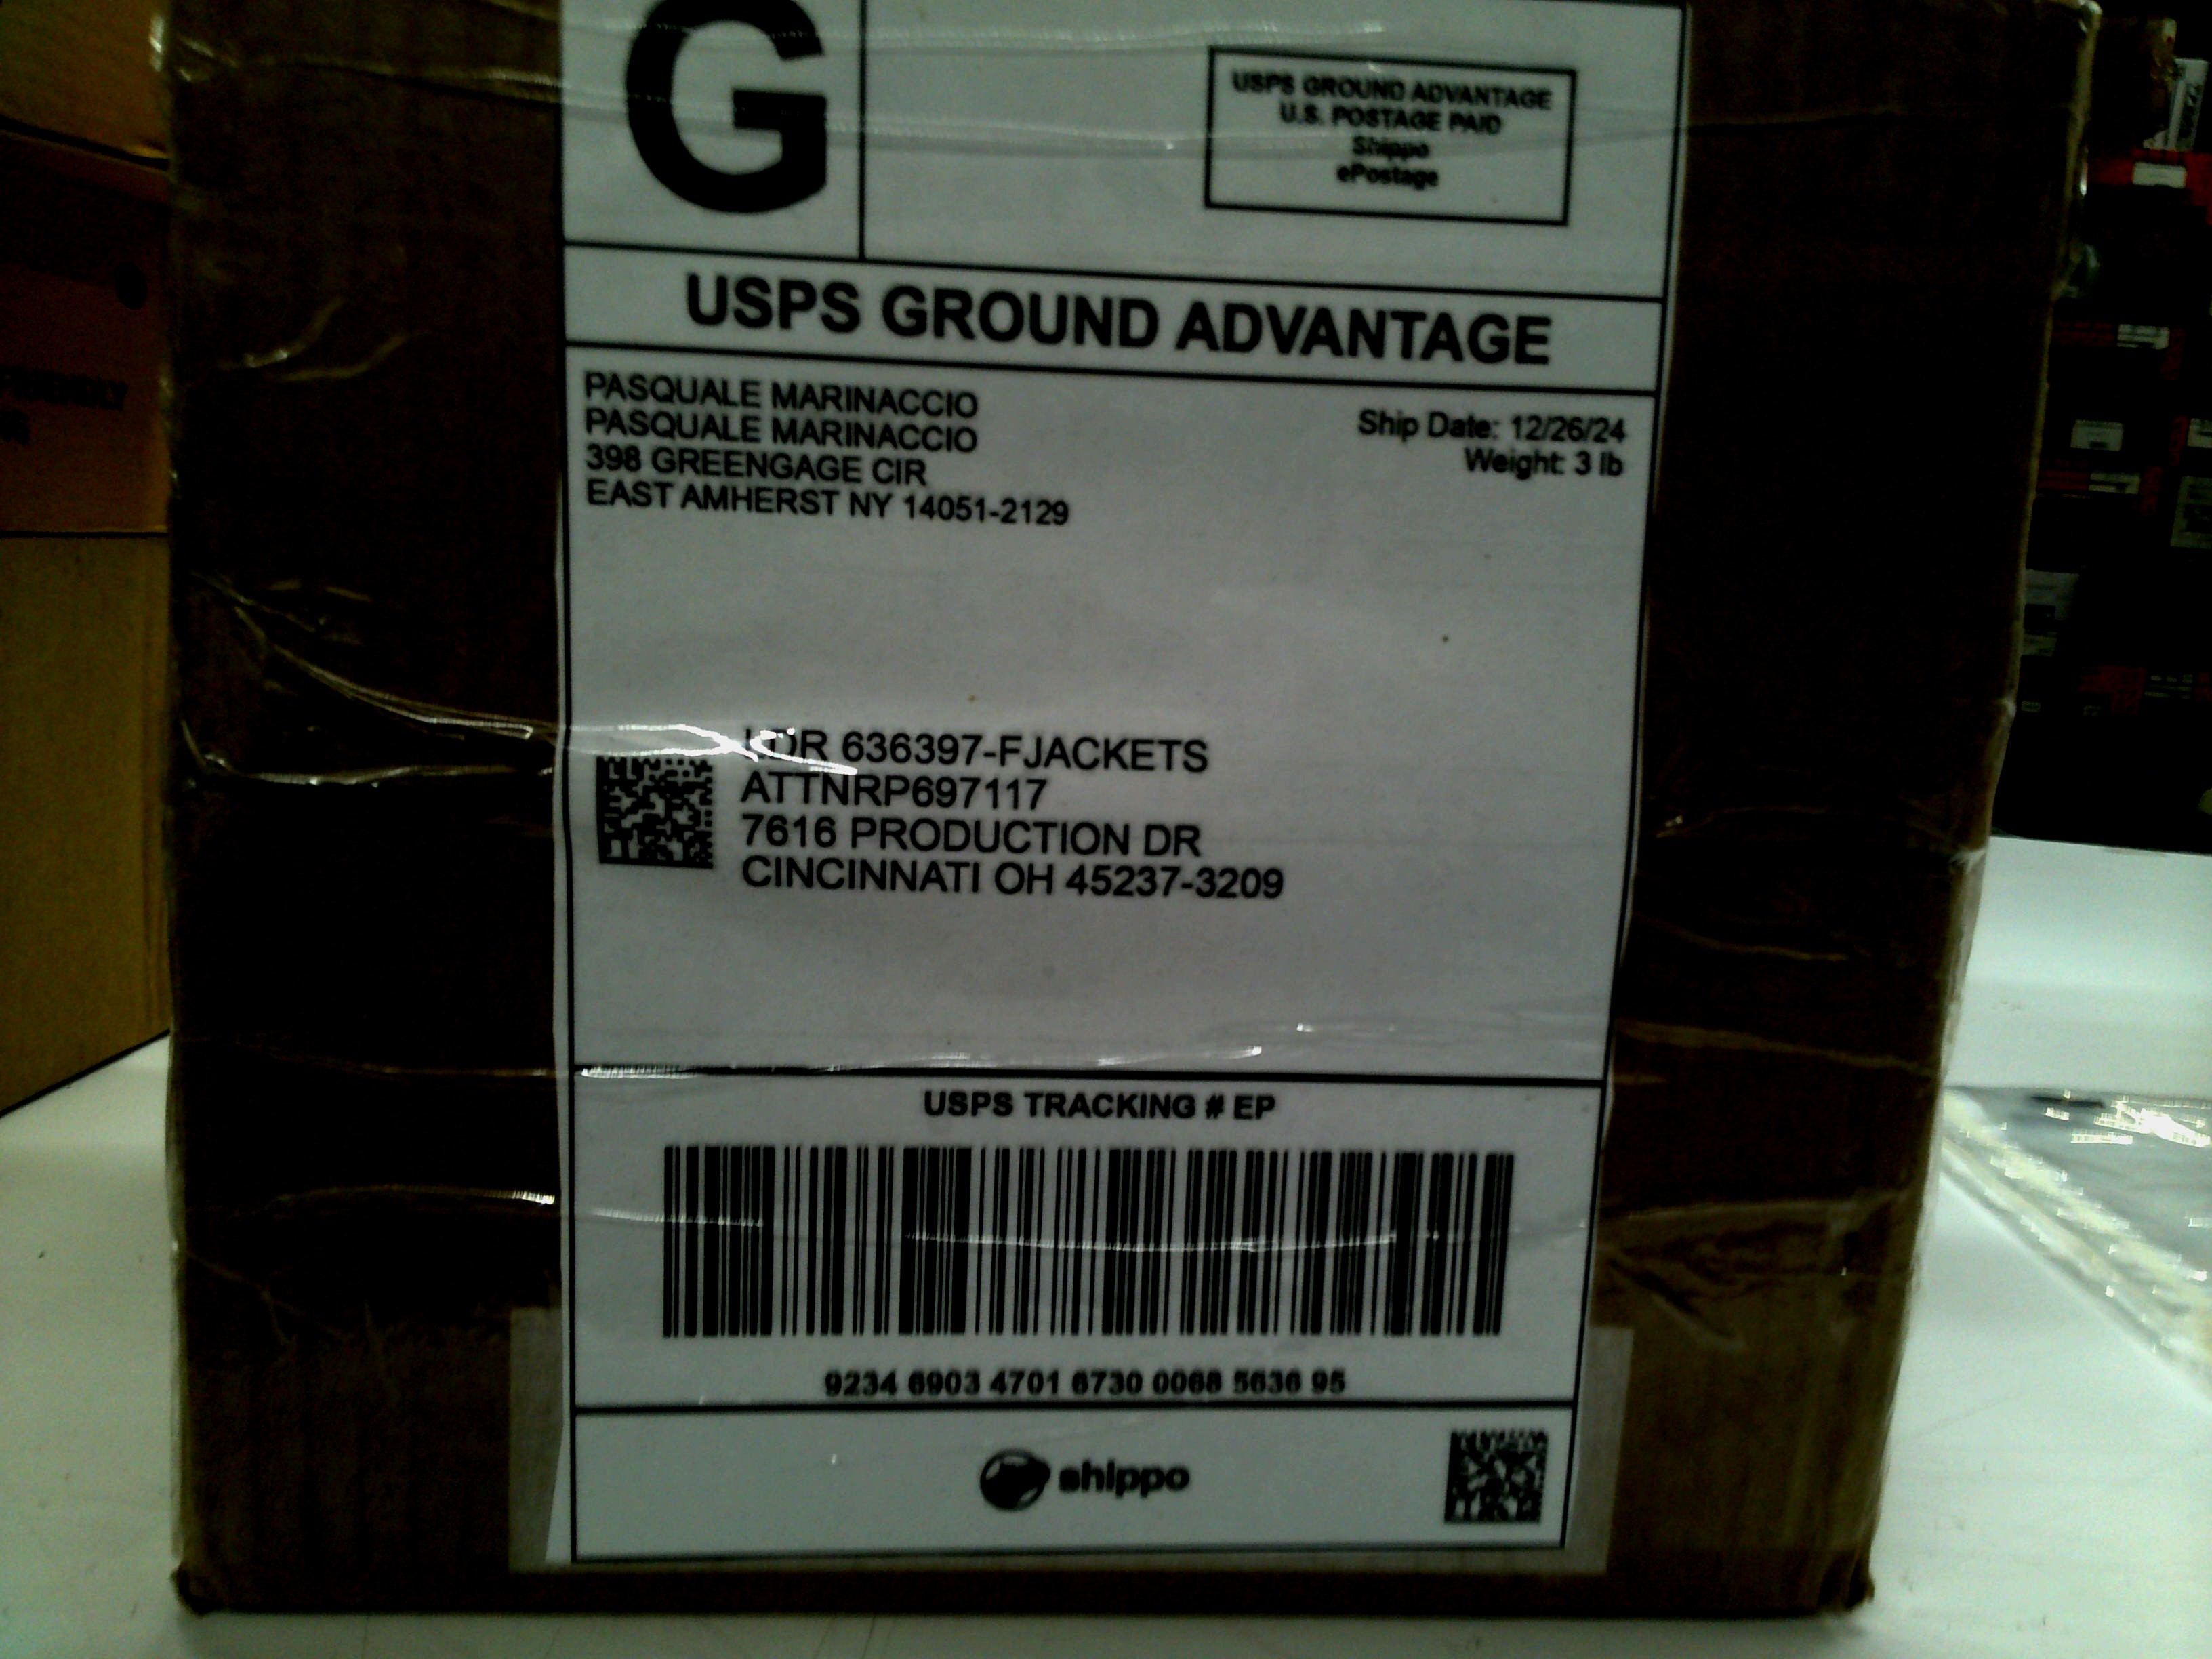 G
USPS GROUND ADVANTAGE
U.S. POSTAGE PAID
Shippo
ePostage
USPS GROUND ADVANTAGE
PASQUALE MARINACCIO
PASQUALE MARINACCIO
398 GREENGAGE CIR
EAST AMHERST NY 14051-2129
Ship Date: 12/26/24
Weight: 3 lb
636397-FJACKETS
ATTNRP697117
7616 PRODUCTION DR
CINCINNATI OH 45237-3209
USPS TRACKING # EP
9234 6903 4701 6730 0068 5636 95
shippo